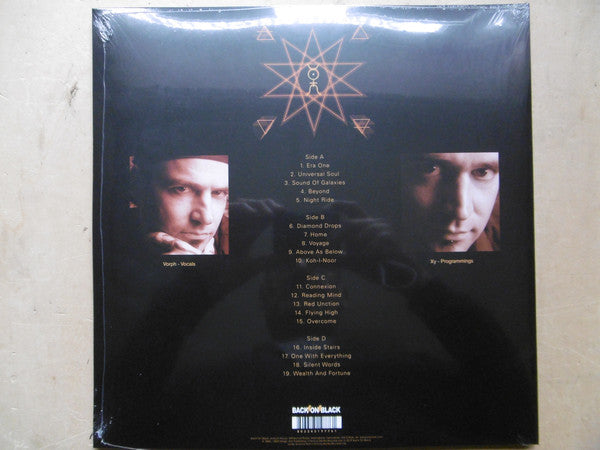 Side A
1. Era One
2. Universal Soul
3. Sound Of Galaxies
4. Beyond
5. Night Ride
Side B
6. Diamond Drops
7. Home
8. Voyage
9. Above As Below
10. Koh-I-Noor
Side C
11. Connexion
12. Reading Mind
13. Red Unction
14. Flying High
15. Overcome
Side D
16. Inside Stairs
17. One With Everything
18. Silent Words
19. Wealth And Fortune
Vorph - Vocals
Xy - Programmings
BACK ON BLACK